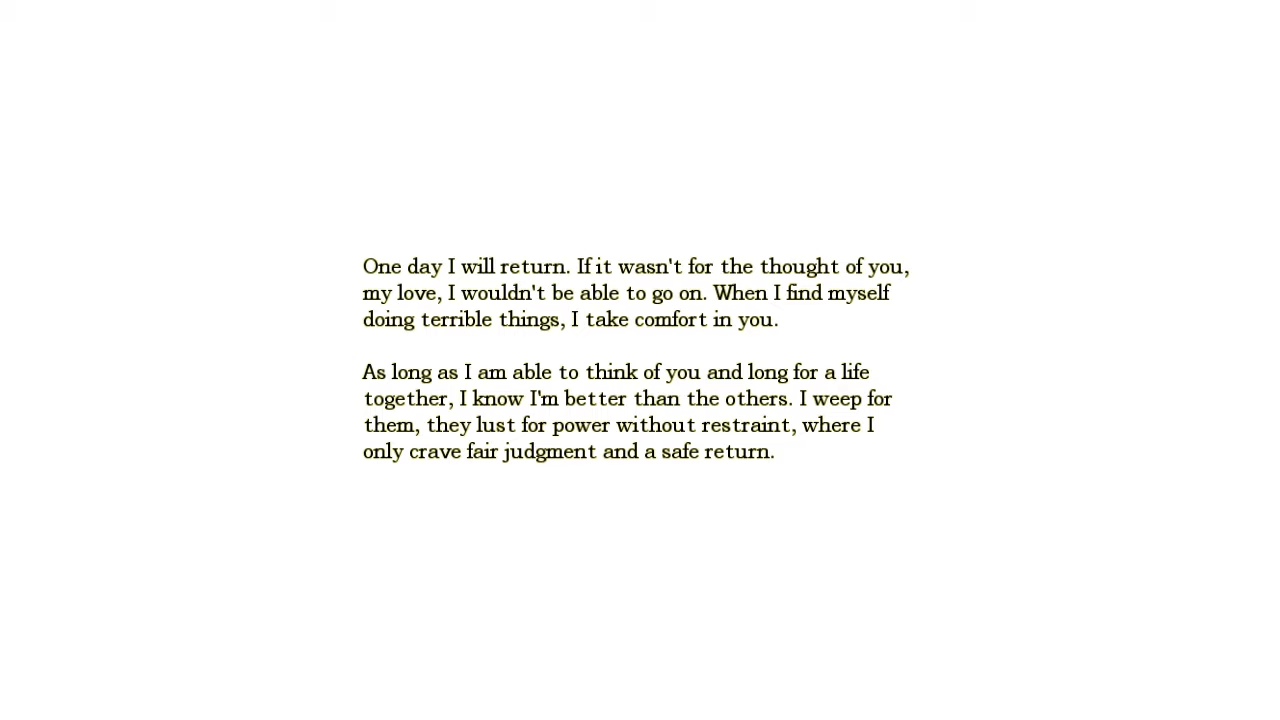 One day I will return. If it wasn't for the thought of you,
my love, I wouldn't be able to go on. When I find myself
doing terrible things, I take comfort in you.
As long as I am able to think of you and long for a life
together, I know I'm better than the others. I weep for
them, they lust for power without restraint, where I
only crave fair judgment and a safe return.